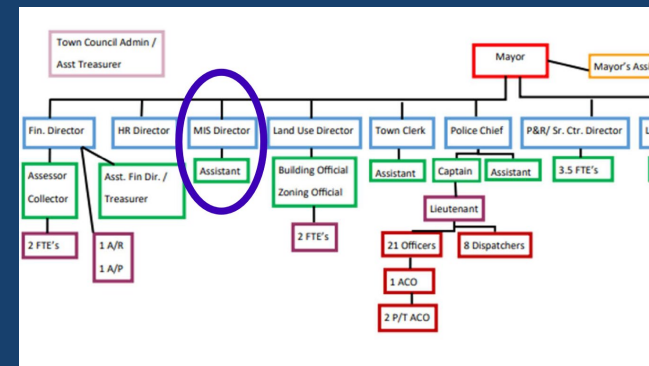 Town Council Admin /
Asst Treasurer
Mayor
Mayor's Assi
Fin. Director
HR Director
MIS Director
Land Use Director
Town Clerk
Police Chief
P&R/ Sr. Ctr. Director
L
Assessor
Collector
Asst. Fin Dir. /
Treasurer
Assistant
Building Official
Zoning Official
Assistant
Captain
Assistant
3.5 FTE's
Lieutenant
2 FTE's
1 A/R
1 A/P
2 FTE's
21 Officers
8 Dispatchers
1 ACO
2 P/T ACO